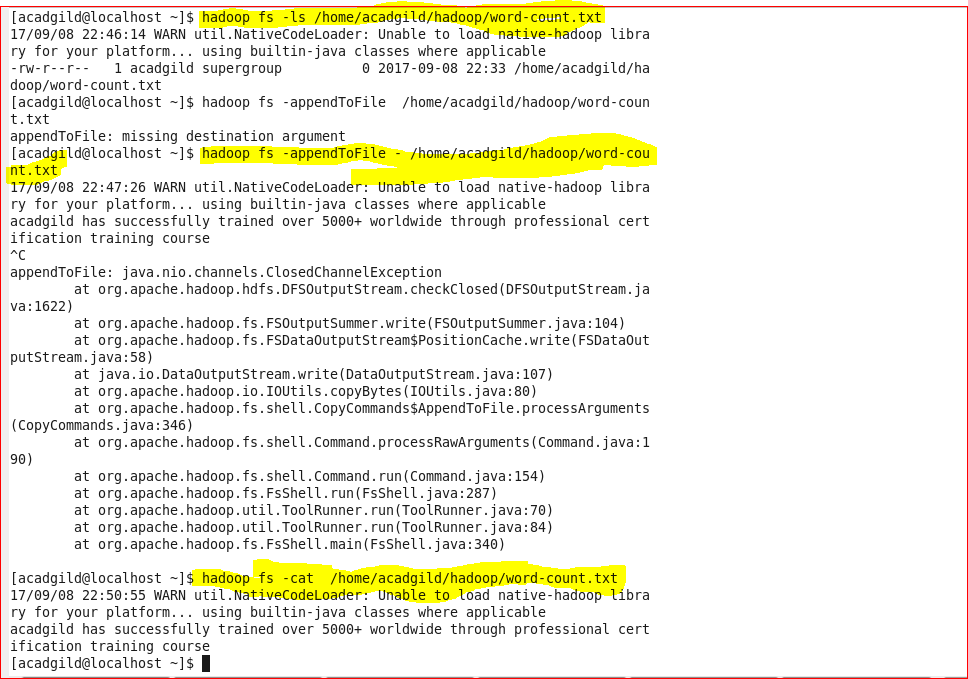 [acadgild@localhost ~]$ hadoop fs -ls /home/acadgild/hadoop/word-count.txt
17/09/08 22:46:14 WARN util.NativeCodeLoader: Unable to load native-hadoop libra
ry for your platform... using builtin-java classes where applicable
-rw-r--r--   1 acadgild supergroup          0 2017-09-08 22:33 /home/acadgild/ha
doop/word-count.txt
[acadgild@localhost ~]$ hadoop fs -appendToFile  /home/acadgild/hadoop/word-coun
t.txt
appendToFile: missing destination argument
[acadgild@localhost ~]$ hadoop fs -appendToFile - /home/acadgild/hadoop/word-cou
nt.txt
17/09/08 22:47:26 WARN util.NativeCodeLoader: Unable to load native-hadoop libra
ry for your platform... using builtin-java classes where applicable
acadgild has successfully trained over 5000+ worldwide through professional cert
ification training course
^C
appendToFile: java.nio.channels.ClosedChannelException
        at org.apache.hadoop.hdfs.DFSOutputStream.checkClosed(DFSOutputStream.ja
va:1622)
        at org.apache.hadoop.fs.FSOutputSummer.write(FSOutputSummer.java:104)
        at org.apache.hadoop.fs.FSDataOutputStream$PositionCache.write(FSDataOut
putStream.java:58)
        at java.io.DataOutputStream.write(DataOutputStream.java:107)
        at org.apache.hadoop.io.IOUtils.copyBytes(IOUtils.java:80)
        at org.apache.hadoop.fs.shell.CopyCommands$AppendToFile.processArguments
(CopyCommands.java:346)
        at org.apache.hadoop.fs.shell.Command.processRawArguments(Command.java:1
90)
        at org.apache.hadoop.fs.shell.Command.run(Command.java:154)
        at org.apache.hadoop.fs.FsShell.run(FsShell.java:287)
        at org.apache.hadoop.util.ToolRunner.run(ToolRunner.java:70)
        at org.apache.hadoop.util.ToolRunner.run(ToolRunner.java:84)
        at org.apache.hadoop.fs.FsShell.main(FsShell.java:340)
[acadgild@localhost ~]$ hadoop fs -cat  /home/acadgild/hadoop/word-count.txt
17/09/08 22:50:55 WARN util.NativeCodeLoader: Unable to load native-hadoop libra
ry for your platform... using builtin-java classes where applicable
acadgild has successfully trained over 5000+ worldwide through professional cert
ification training course
[acadgild@localhost ~]$